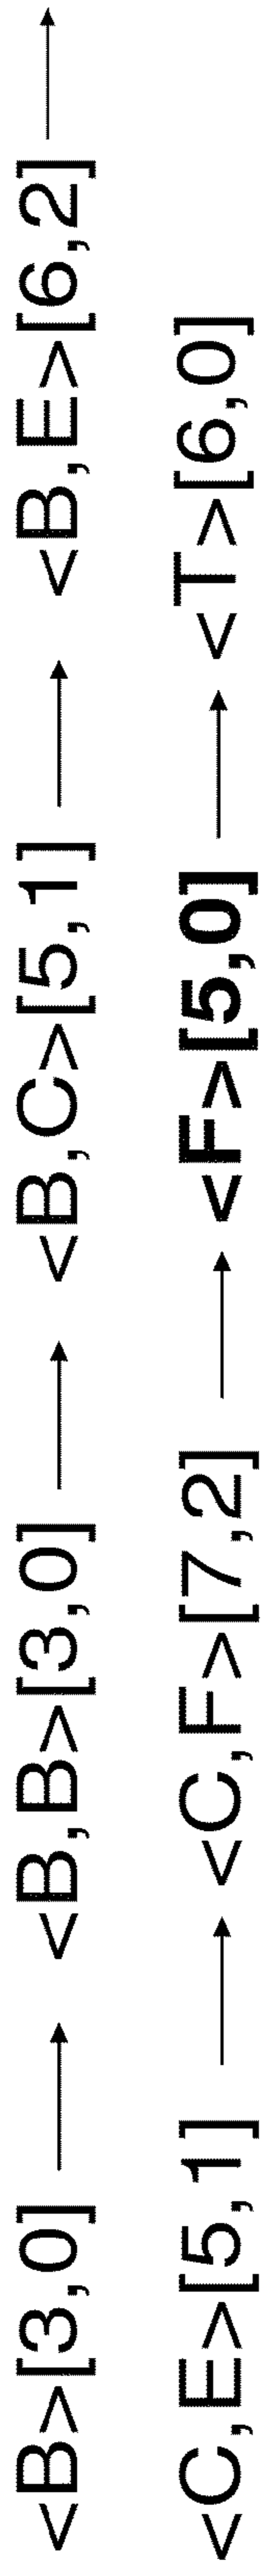 <B>[3,0] → <B,B>[3,0] → <B,C>[5,1] → <B,E>[6,2] →
<C,E>[5,1] → <C,F>[7,2] → <F>[5,0] → <T>[6,0]